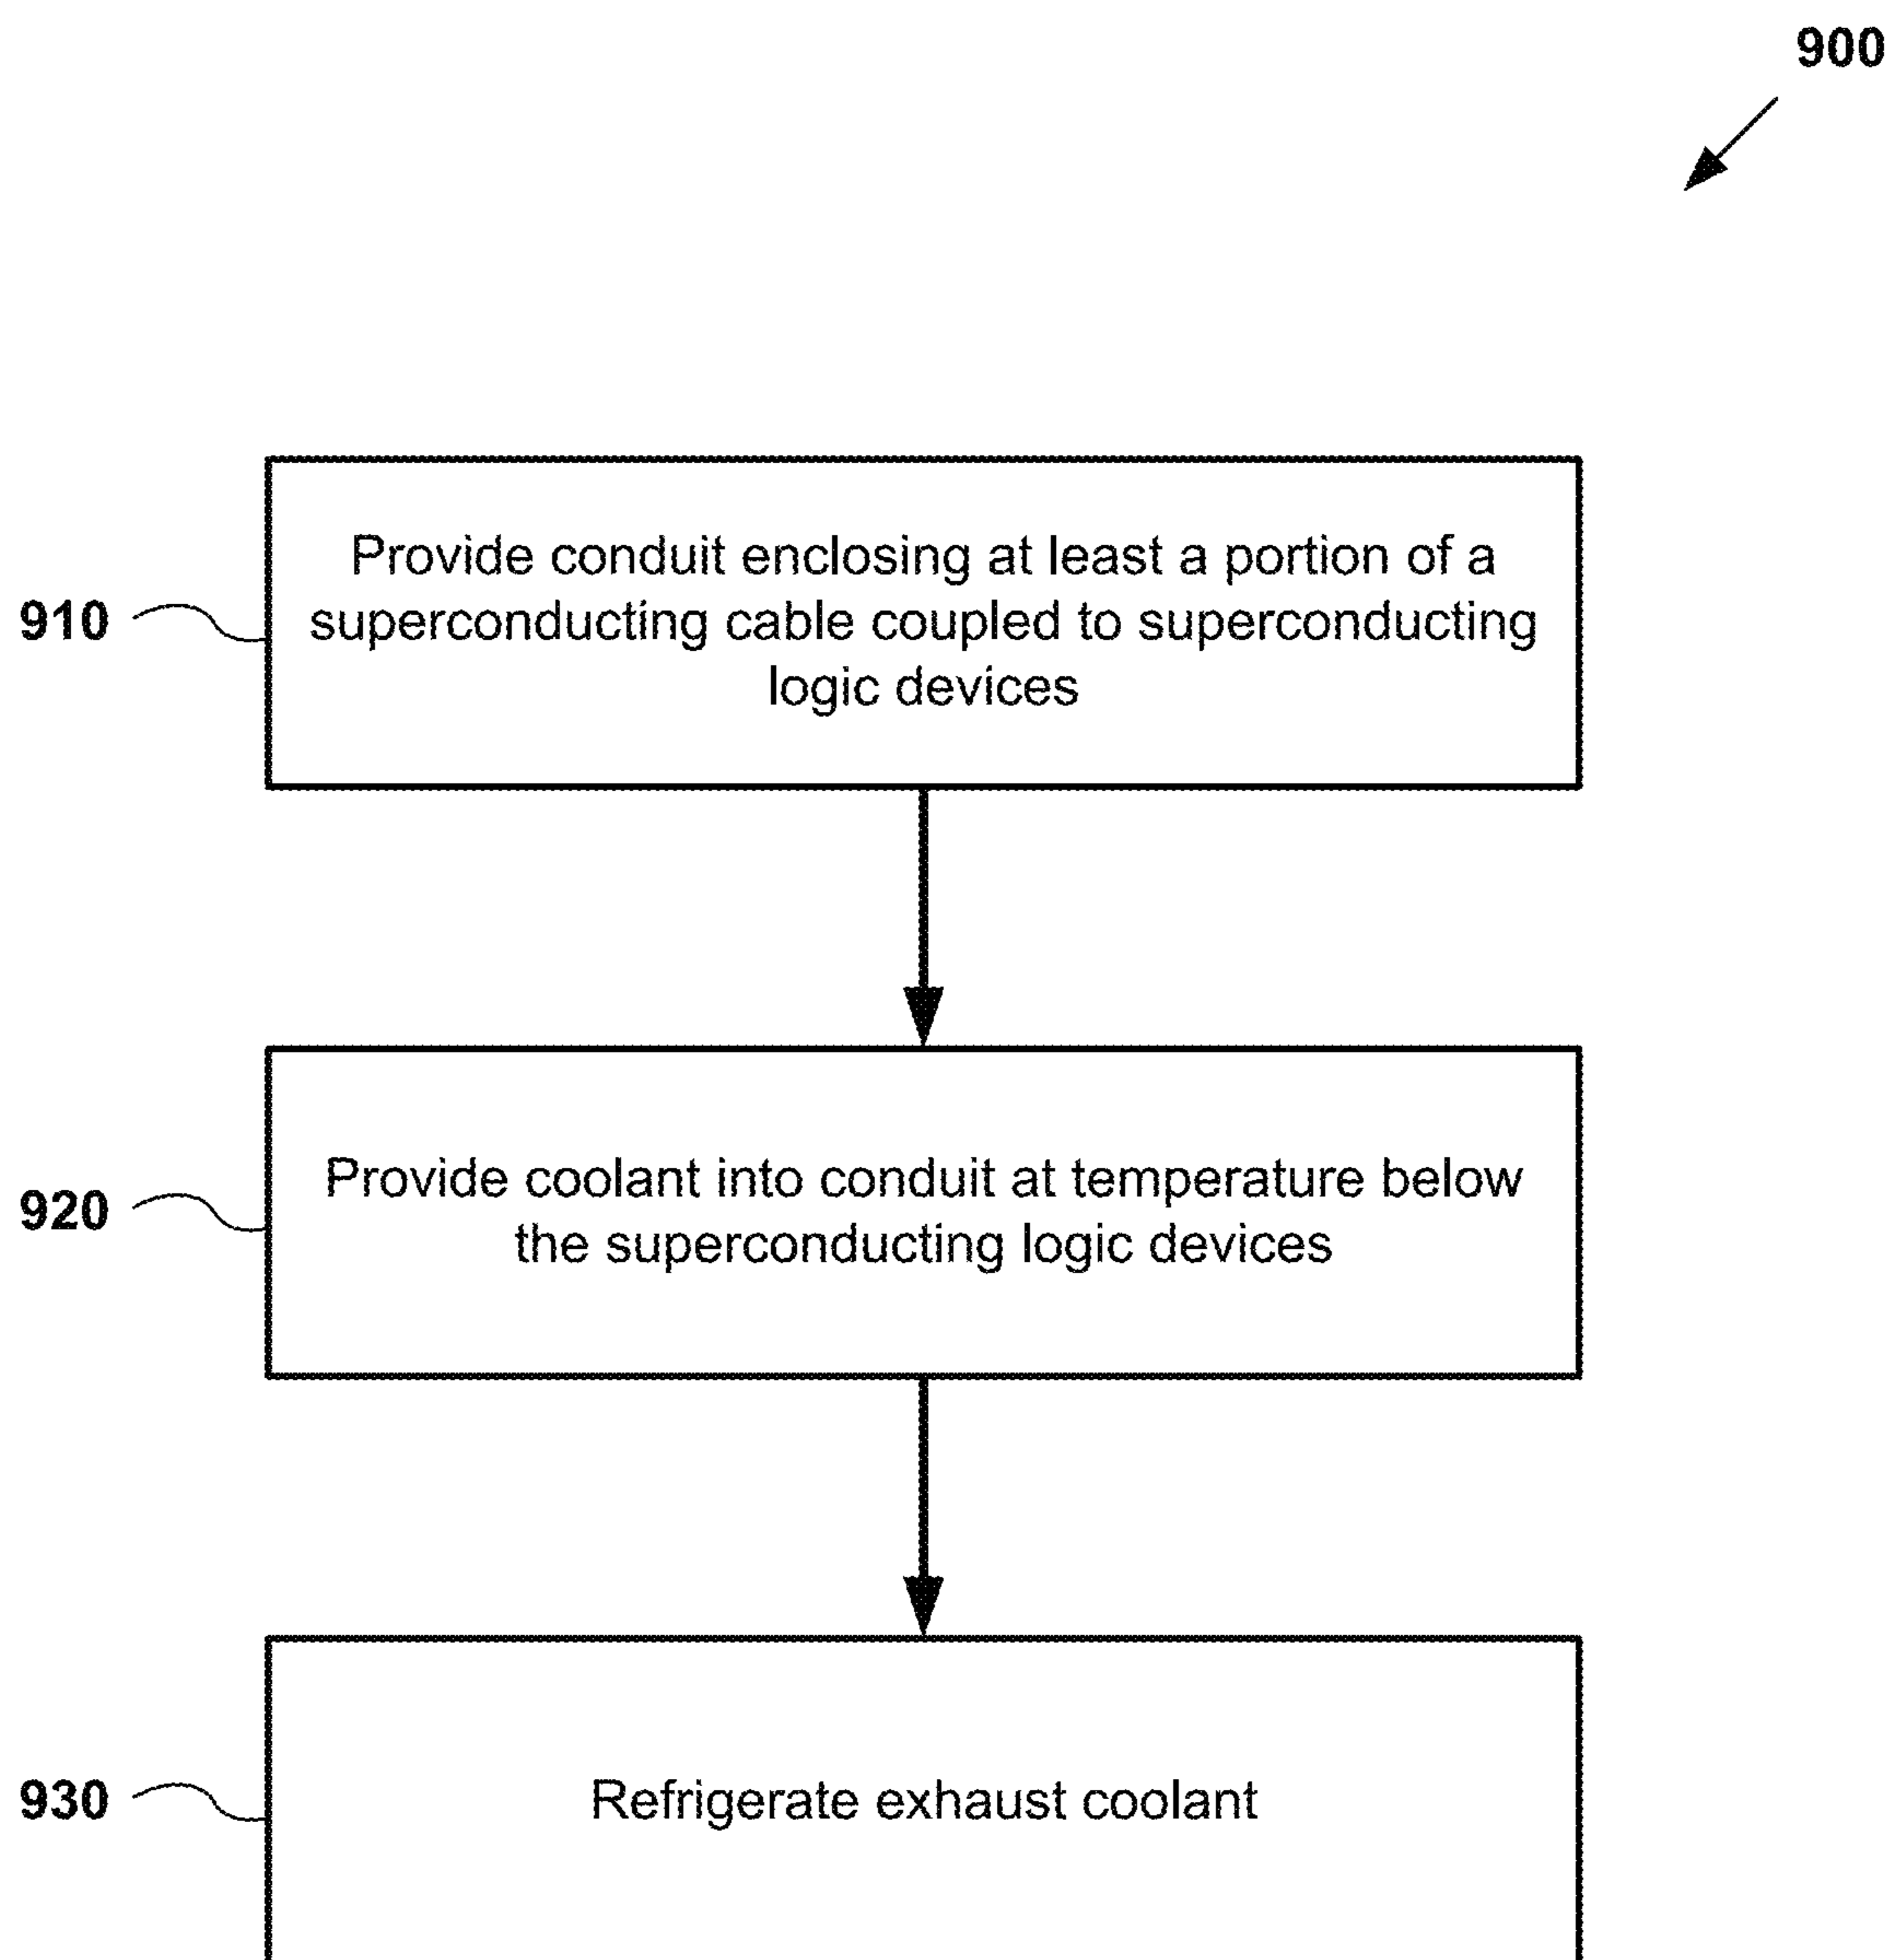 900
910
Provide conduit enclosing at least a portion of a
superconducting cable coupled to superconducting
logic devices
920
Provide coolant into conduit at temperature below
the superconducting logic devices
930
Refrigerate exhaust coolant